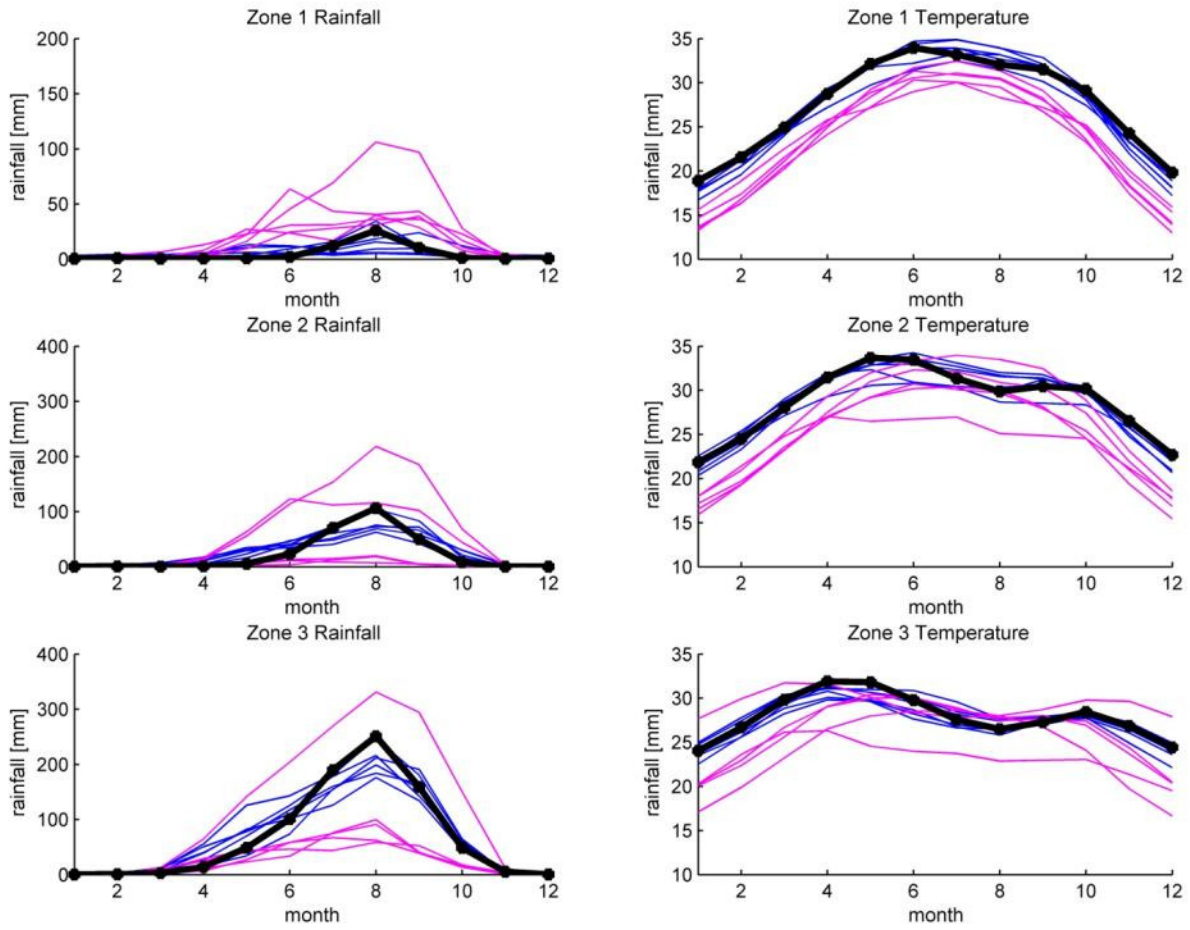 Zone 1 Rainfall
rainfall [mm]
200
150
100
50
0
2 4 6 8 10 12
month
Zone 1 Temperature
rainfall [mm]
35
30
25
20
15
10
2 4 6 8 10 12
month
Zone 2 Rainfall
rainfall [mm]
400
300
200
100
0
2 4 6 8 10 12
month
Zone 2 Temperature
rainfall [mm]
35
30
25
20
15
10
2 4 6 8 10 12
month
Zone 3 Rainfall
rainfall [mm]
400
300
200
100
0
2 4 6 8 10 12
month
Zone 3 Temperature
rainfall [mm]
35
30
25
20
15
10
2 4 6 8 10 12
month